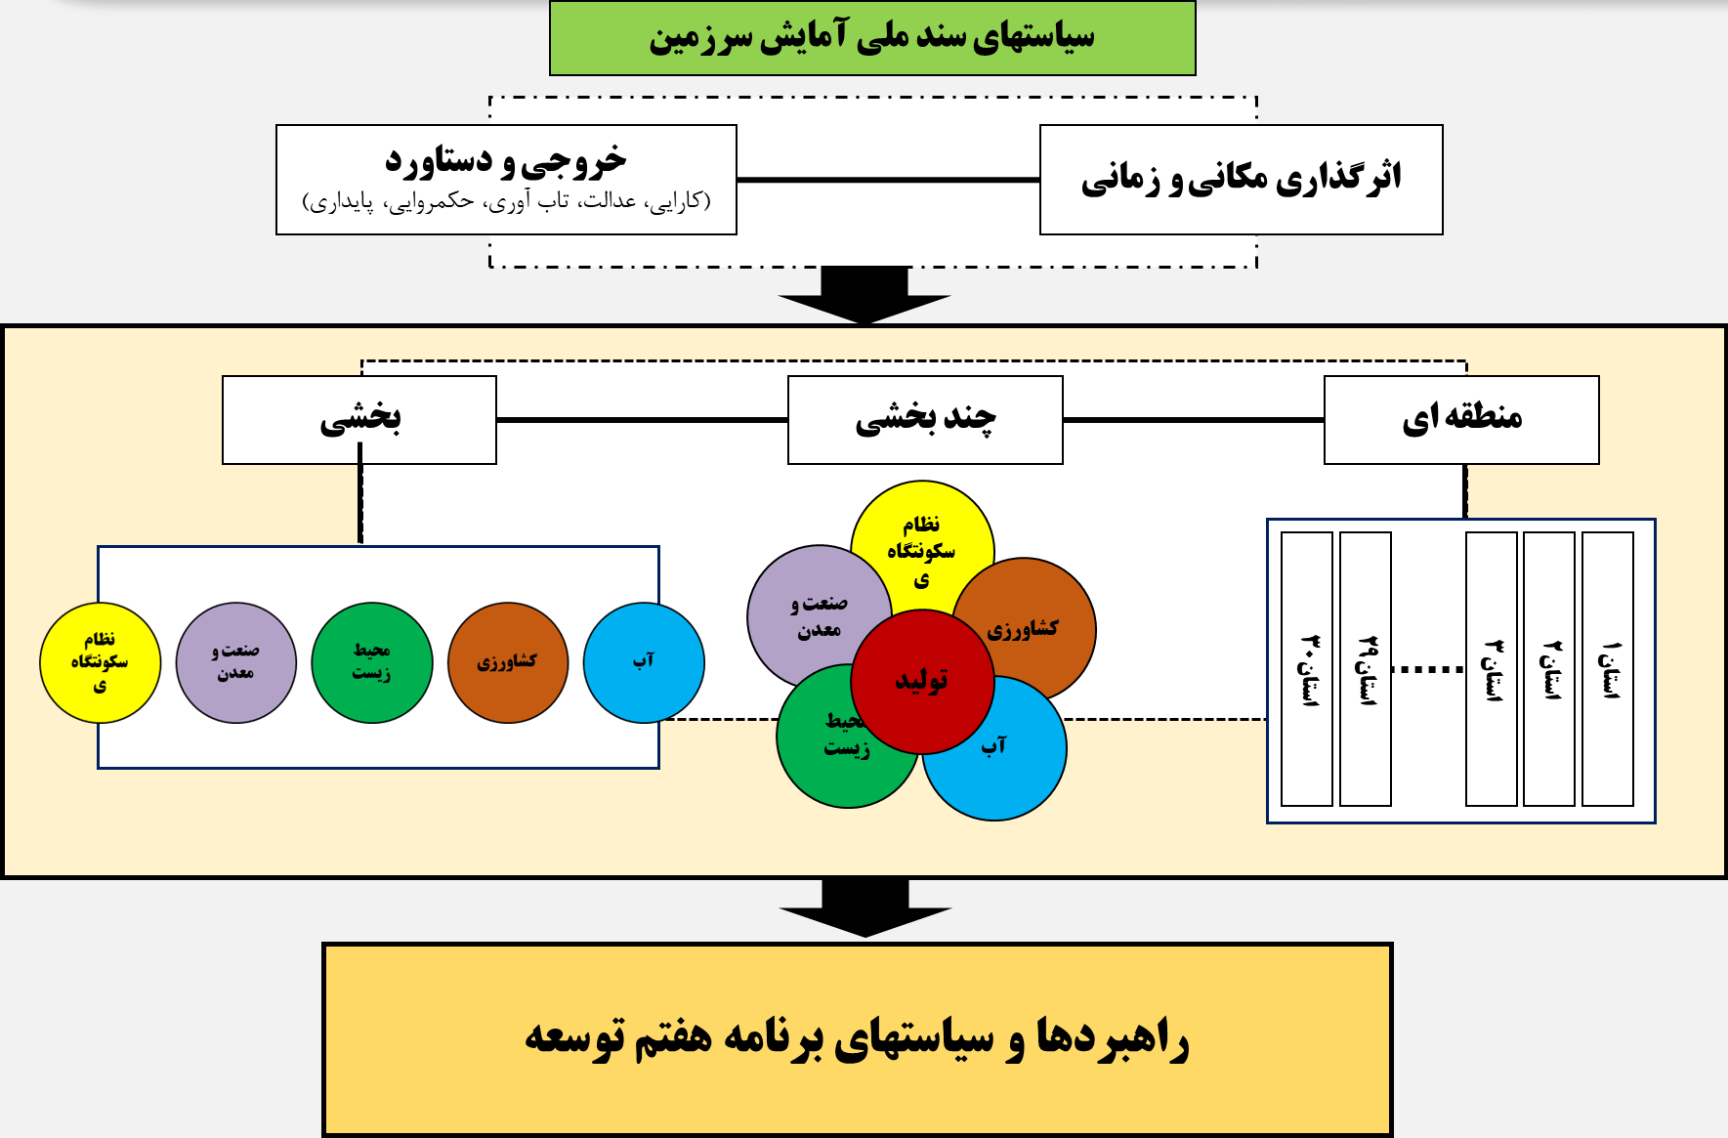 سیاستهای سند ملی آمایش سرزمین
اثرگذاری مکانی و زمانی
خروجی و دستاورد
(کارایی، عدالت، تاب آوری، حکمروایی، پایداری)
منطقه ای
چند بخشی
بخشی
استان ۱
استان ۲
استان ۳
......
استان ۲۹
استان ۳۰
نظام
سکونتگاه
ی
صنعت و
معدن
کشاورزی
تولید
محیط
زیست
آب
آب
کشاورزی
محیط
زیست
صنعت و
معدن
نظام
سکونتگاه
ی
راهبردها و سیاستهای برنامه هفتم توسعه